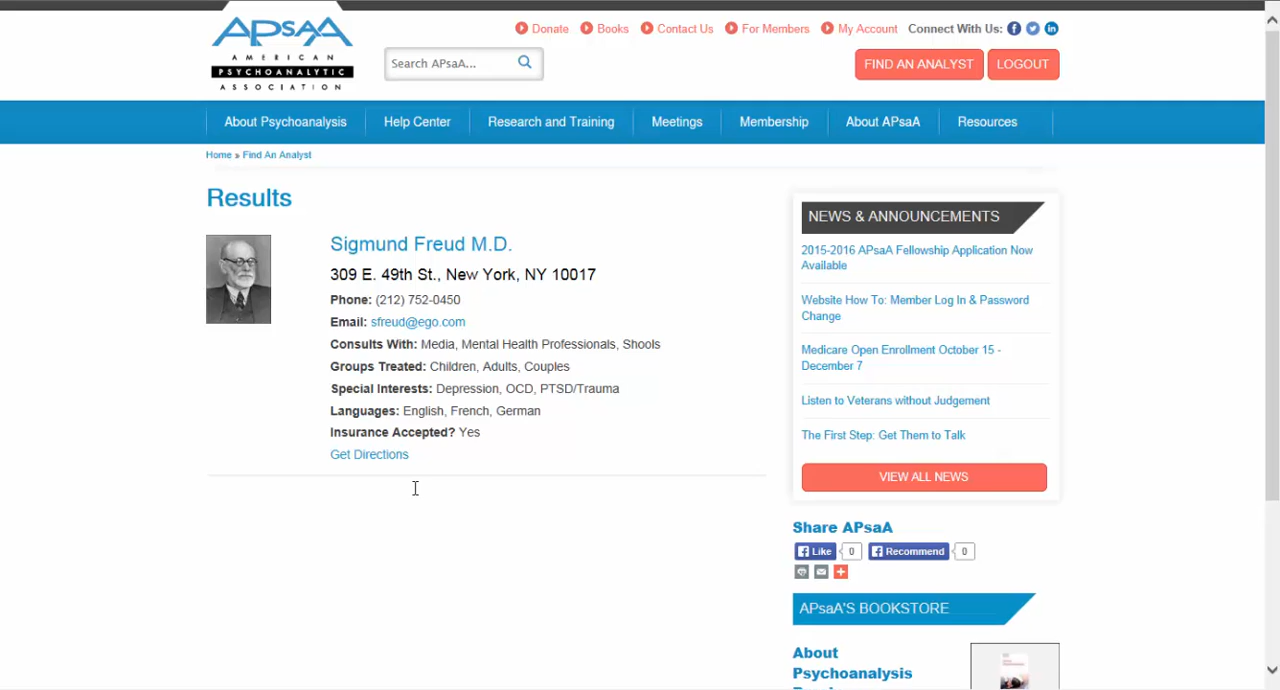 APSAA
AMERICAN
PSYCHOANALYTIC
ASSOCIATION
Donate Books Contact Us For Members My Account Connect With Us:
Search APsaA...
FIND AN ANALYST LOGOUT
About Psychoanalysis Help Center Research and Training Meetings Membership About APsaA Resources
Home » Find An Analyst
Results
Sigmund Freud M.D.
309 E. 49th St., New York, NY 10017
Phone: (212) 752-0450
Email: sfreud@ego.com
Consults With: Media, Mental Health Professionals, Shools
Groups Treated: Children, Adults, Couples
Special Interests: Depression, OCD, PTSD/Trauma
Languages: English, French, German
Insurance Accepted? Yes
Get Directions
NEWS & ANNOUNCEMENTS
2015-2016 APsaA Fellowship Application Now
Available
Website How To: Member Log In & Password
Change
Medicare Open Enrollment October 15 -
December 7
Listen to Veterans without Judgement
The First Step: Get Them to Talk
VIEW ALL NEWS
Share APsaA
Like 0 Recommend 0
APsaA'S BOOKSTORE
About
Psychoanalysis